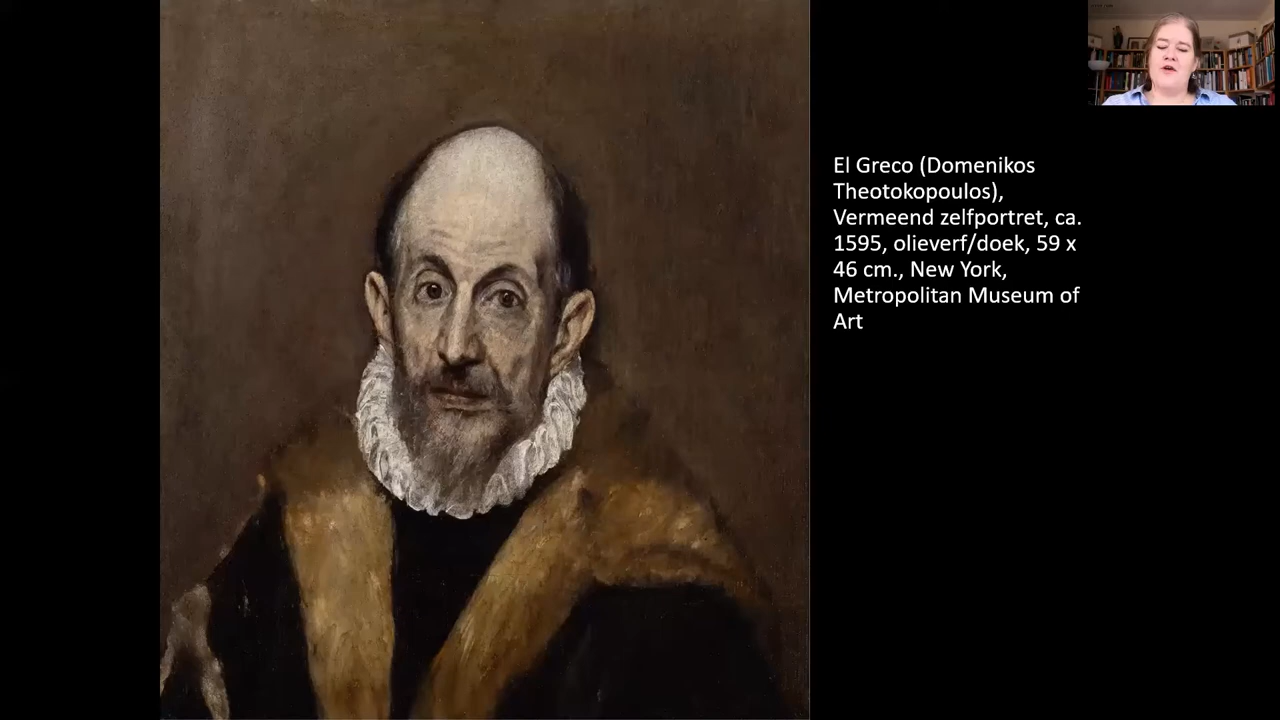 El Greco (Domenikos
Theotokopoulos),
Vermeend zelfportret, ca.
1595, olieverf/doek, 59 x
46 cm., New York,
Metropolitan Museum of
Art